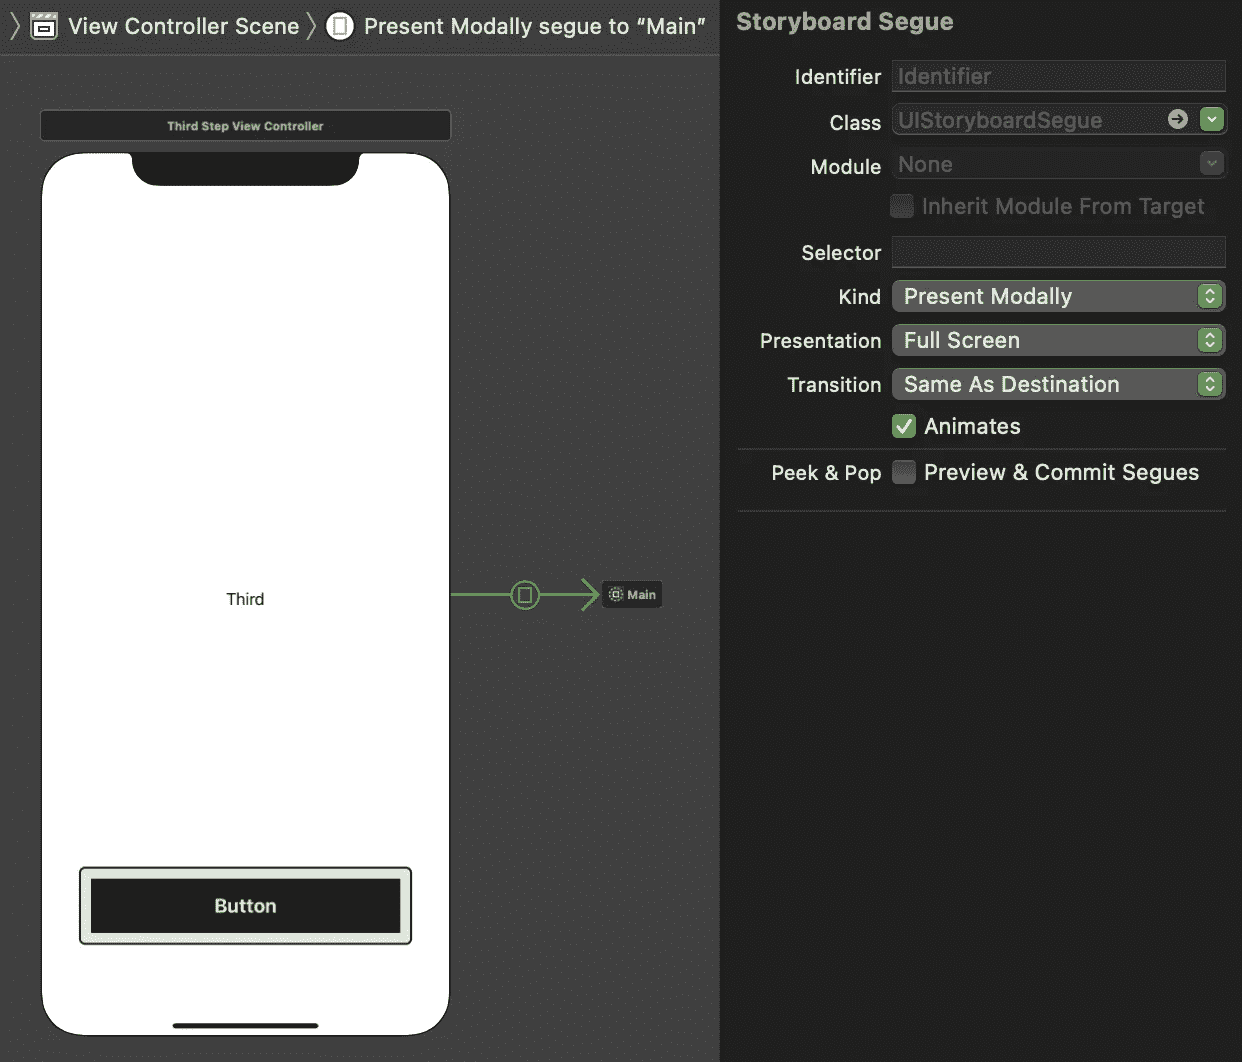 View Controller Scene
Present Modally segue to “Main”
Third Step View Controller
Third
Main
Button
Storyboard Segue
Identifier Identifier
Class UIStoryboardSegue
Module None
Inherit Module From Target
Selector
Kind Present Modally
Presentation Full Screen
Transition Same As Destination
Animates
Peek & Pop Preview & Commit Segues